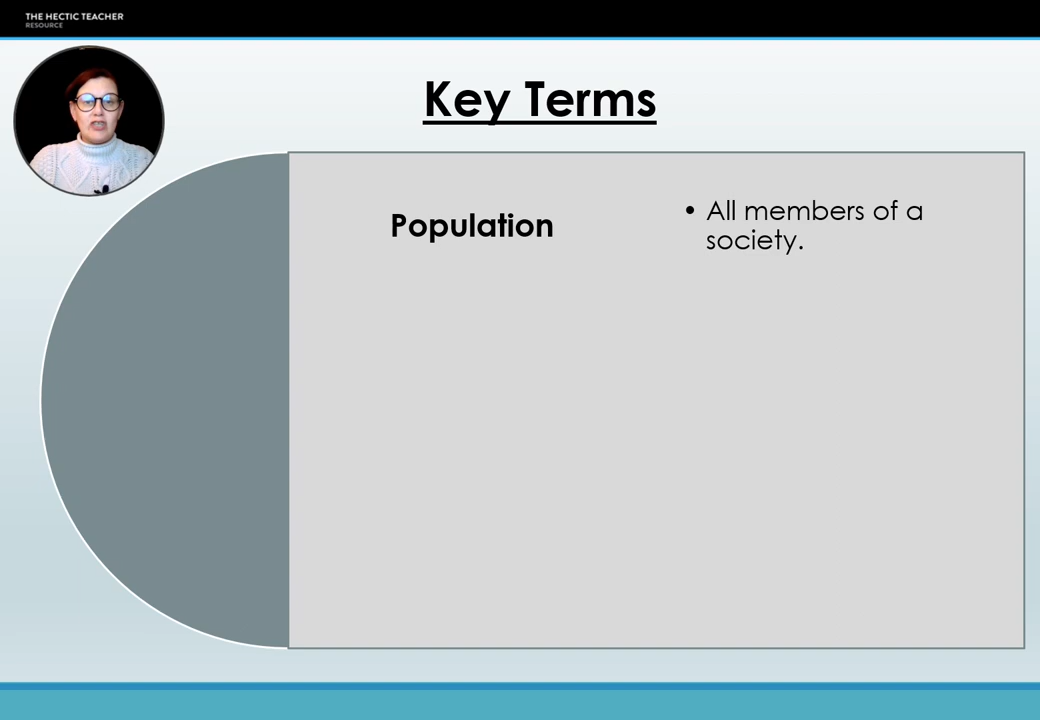 THE HECTIC TEACHER
RESOURCE
Key Terms
Population
• All members of a
society.